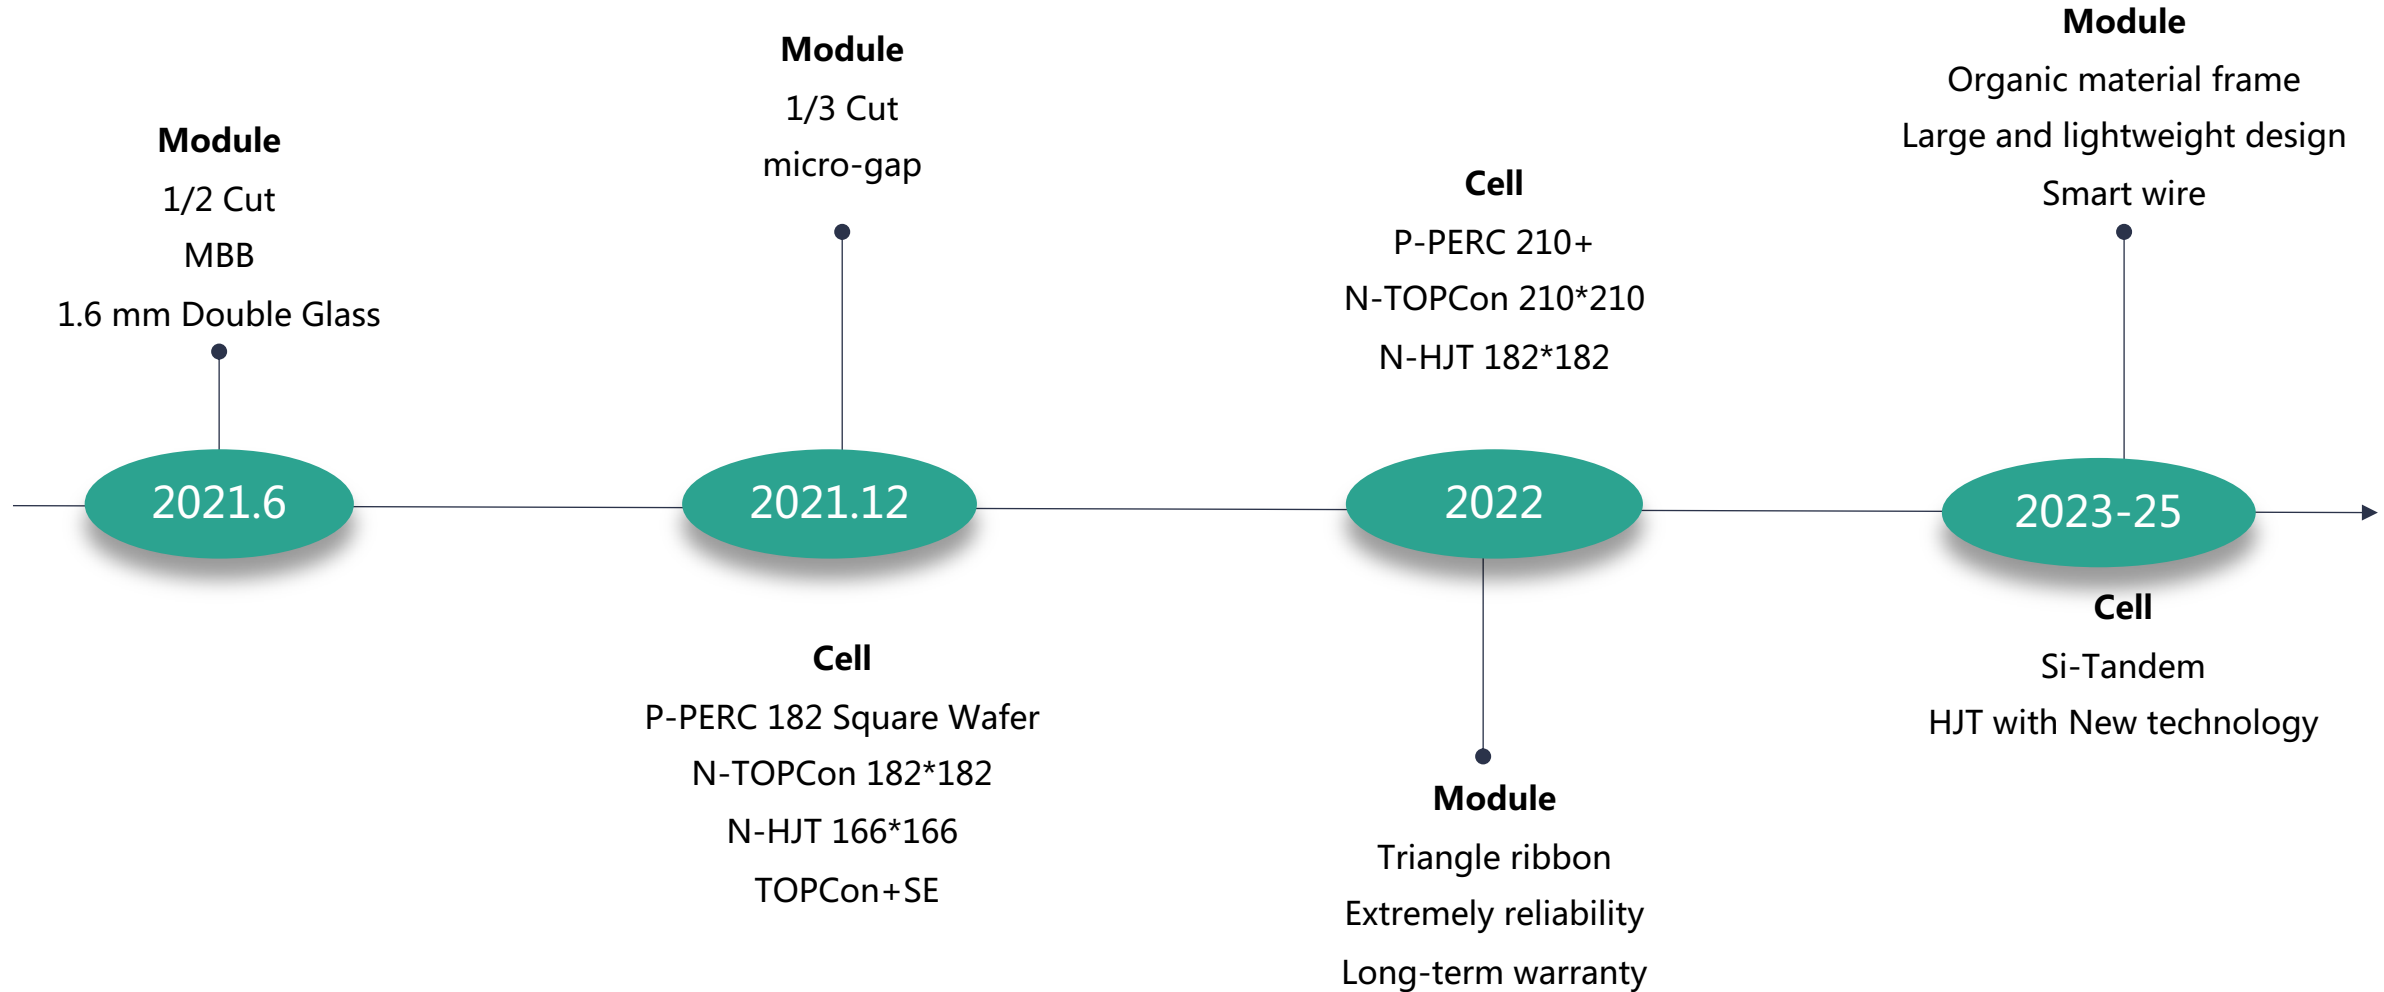 Module
1/2 Cut
MBB
1.6 mm Double Glass
2021.6
Module
1/3 Cut
micro-gap
2021.12
Cell
P-PERC 182 Square Wafer
N-TOPCon 182*182
N-HJT 166*166
TOPCon+SE
Cell
P-PERC 210+
N-TOPCon 210*210
N-HJT 182*182
2022
Module
Triangle ribbon
Extremely reliability
Long-term warranty
Module
Organic material frame
Large and lightweight design
Smart wire
2023-25
Cell
Si-Tandem
HJT with New technology